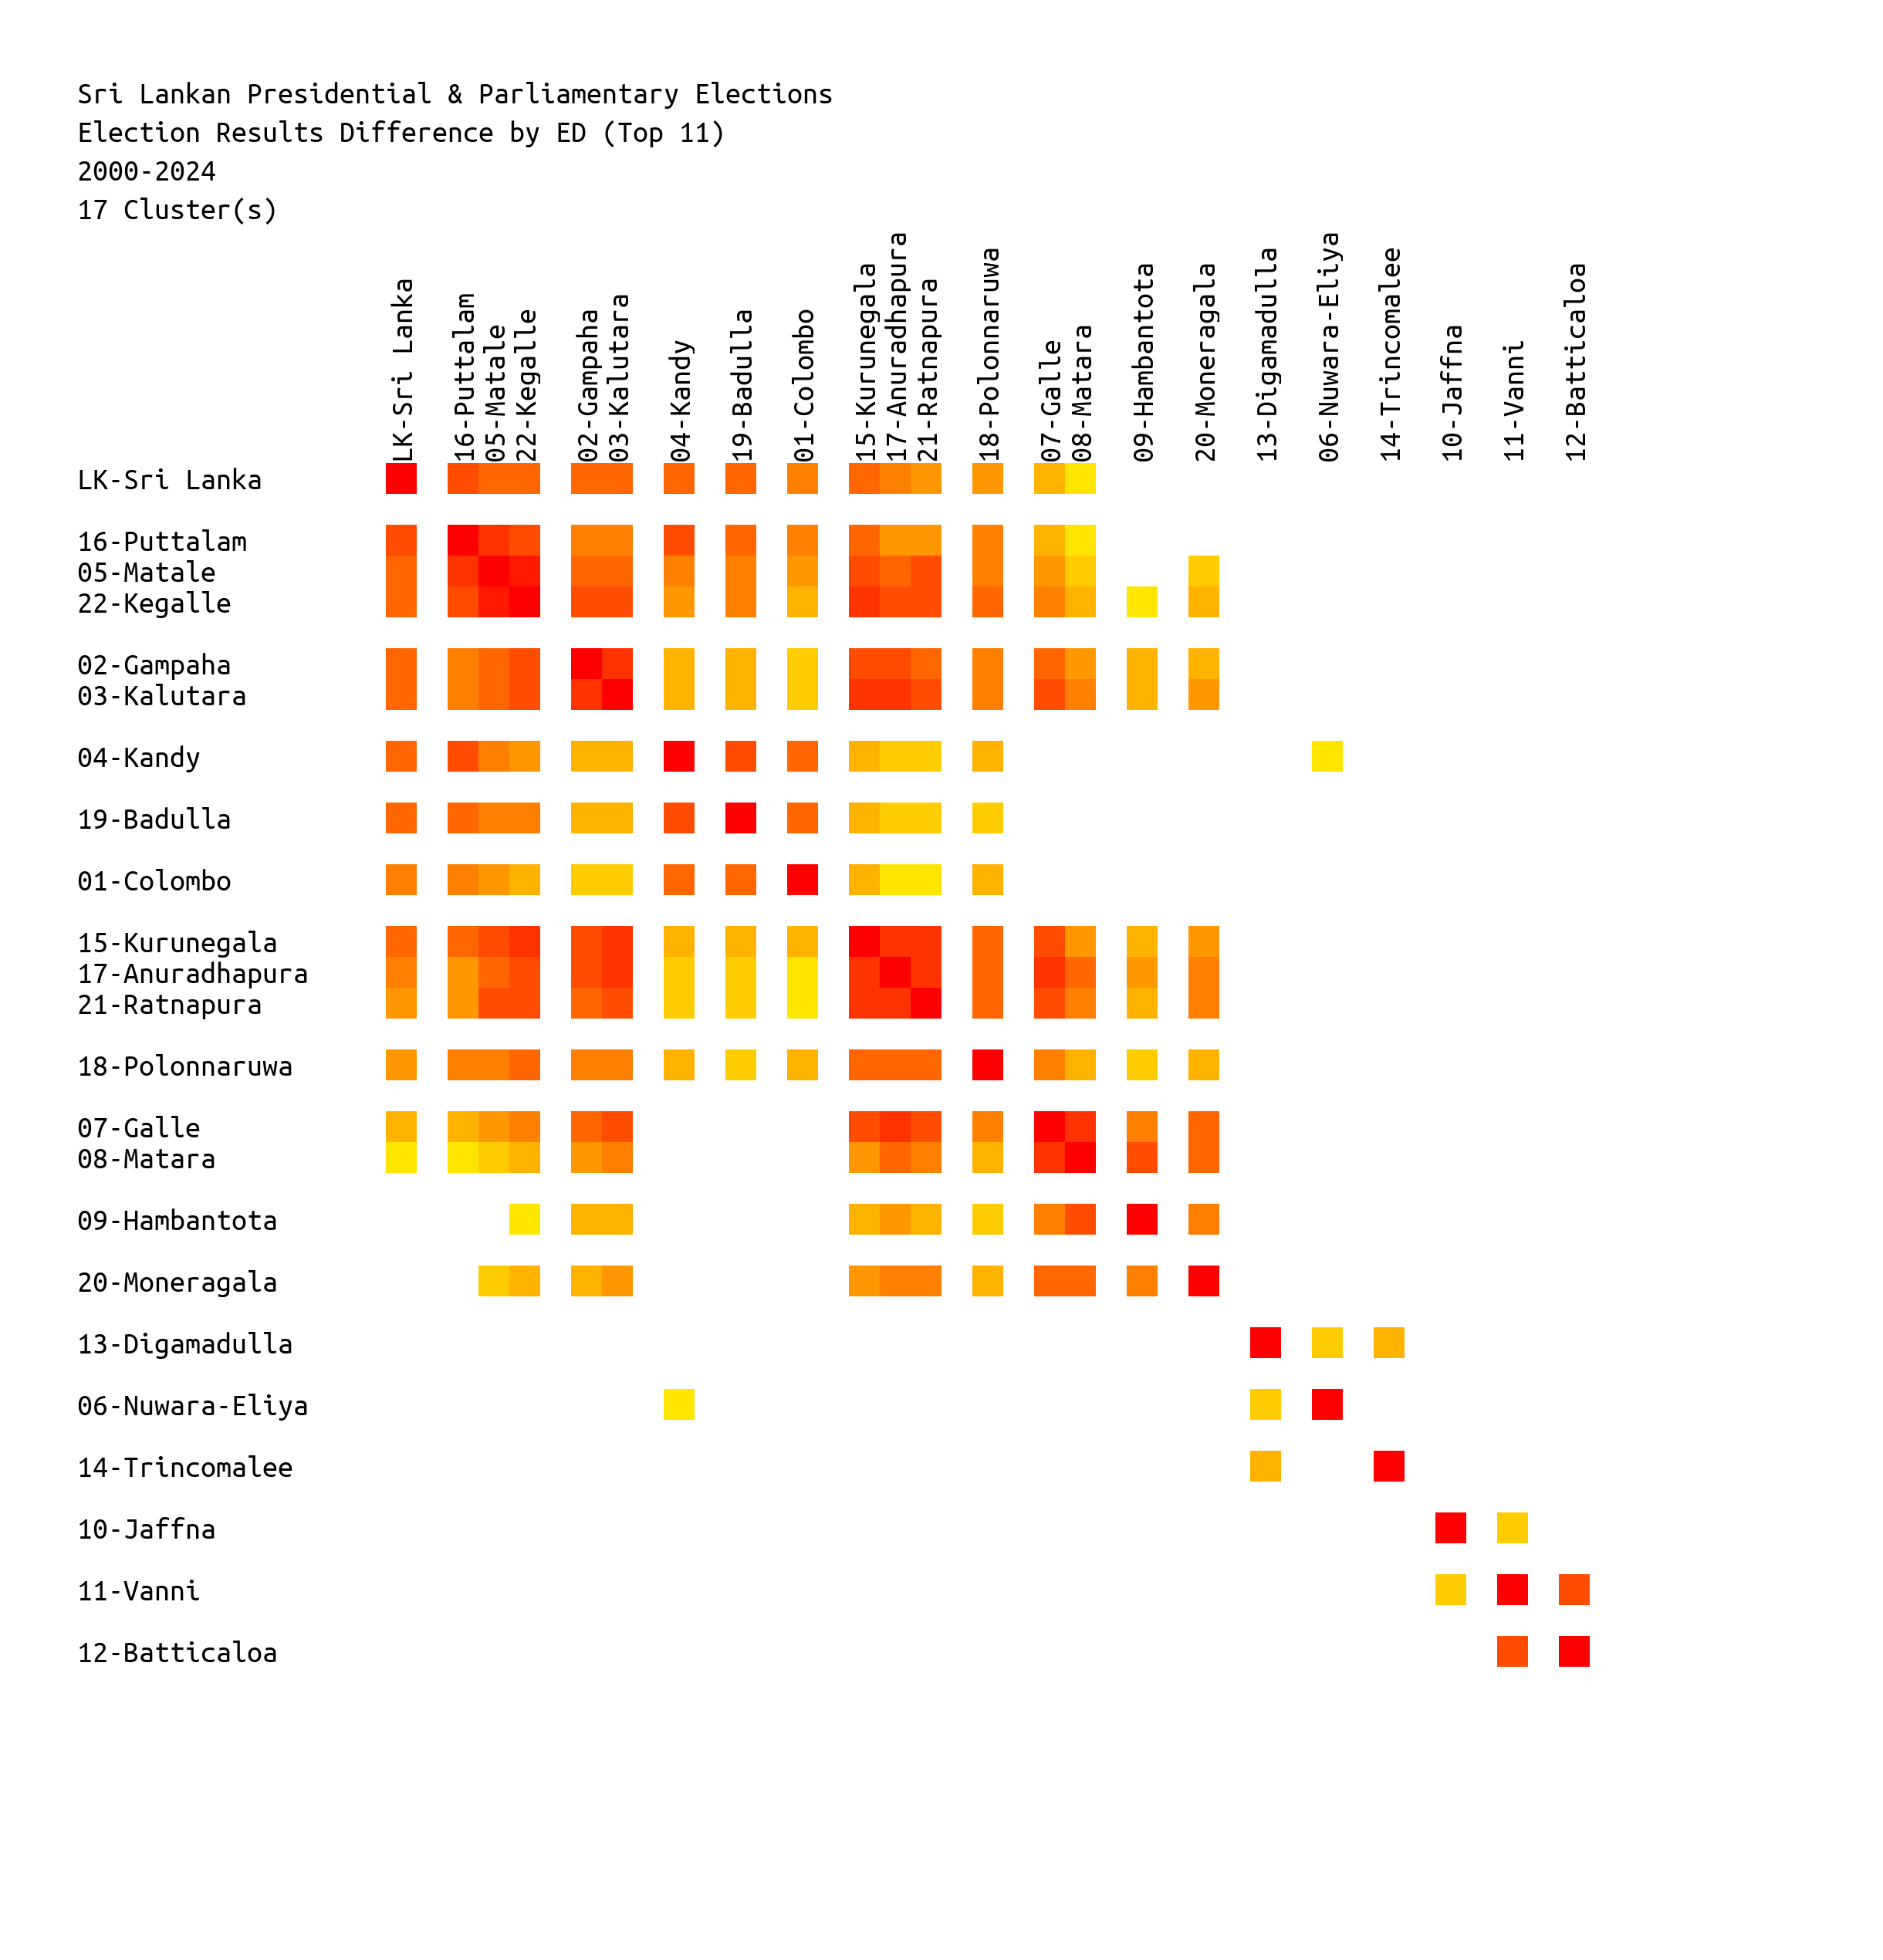 Sri Lankan Presidential & Parliamentary Elections
Election Results Difference by ED (Top 11)
2000-2024
17 Cluster(s)
LK-Sri Lanka
16-Puttalam
05-Matale
22-Kegalle
02-Gampaha
03-Kalutara
04-Kandy
19-Badulla
01-Colombo
15-Kurunegala
17-Anuradhapura
21-Ratnapura
18-Polonnaruwa
07-Galle
08-Matara
09-Hambantota
20-Moneragala
13-Digamadulla
06-Nuwara-Eliya
14-Trincomalee
10-Jaffna
11-Vanni
12-Batticaloa
LK-Sri Lanka
16-Puttalam
05-Matale
22-Kegalle
02-Gampaha
03-Kalutara
04-Kandy
19-Badulla
01-Colombo
15-Kurunegala
17-Anuradhapura
21-Ratnapura
18-Polonnaruwa
07-Galle
08-Matara
09-Hambantota
20-Moneragala
13-Digamadulla
06-Nuwara-Eliya
14-Trincomalee
10-Jaffna
11-Vanni
12-Batticaloa